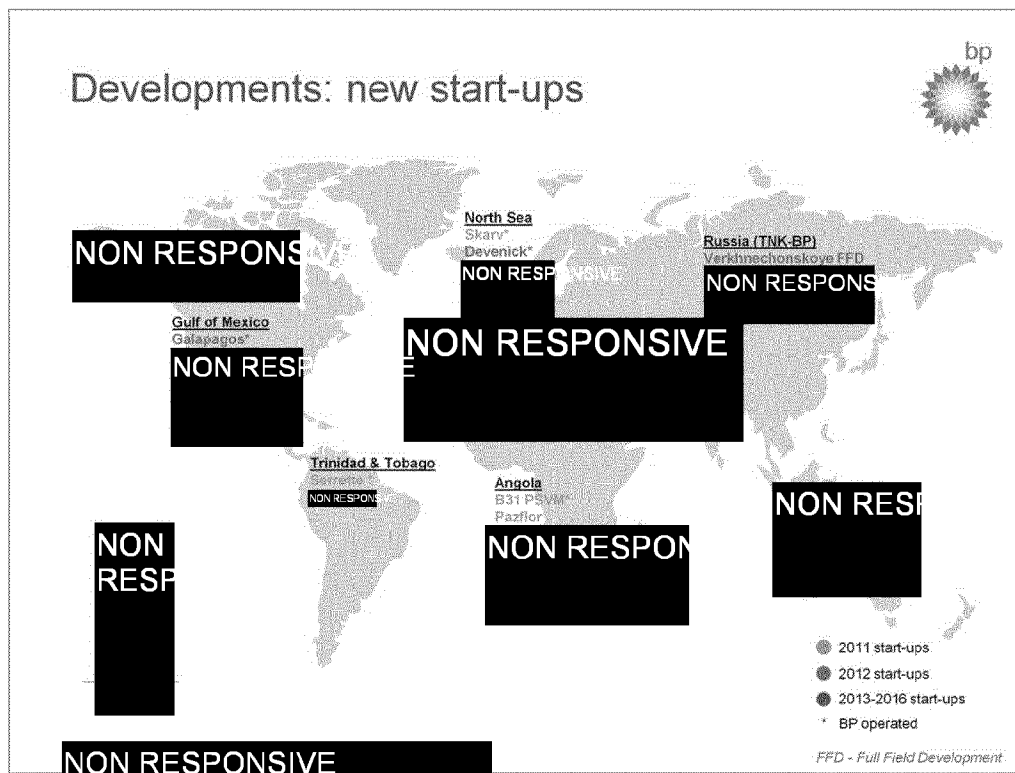 bp
Developments: new start-ups
North Sea
Skarv*
Devenick*
NON RESPONSIVE
Russia (TNK-BP)
Verkhnechonskoye FFD
NON RESPONS
NON RESPONSIVE
Gulf of Mexico
Galapagos*
NON RESPONSIVE
NON RESPONSIVE
Trinidad & Tobago
Serrette*
NON RESPONSIVE
Angola
B31 PSVM*
Pazflor
NON RESPON
NON RESP
NON
RESP
2011 start-ups
2012 start-ups
2013-2016 start-ups
* BP operated
NON RESPONSIVE
FFD - Full Field Development